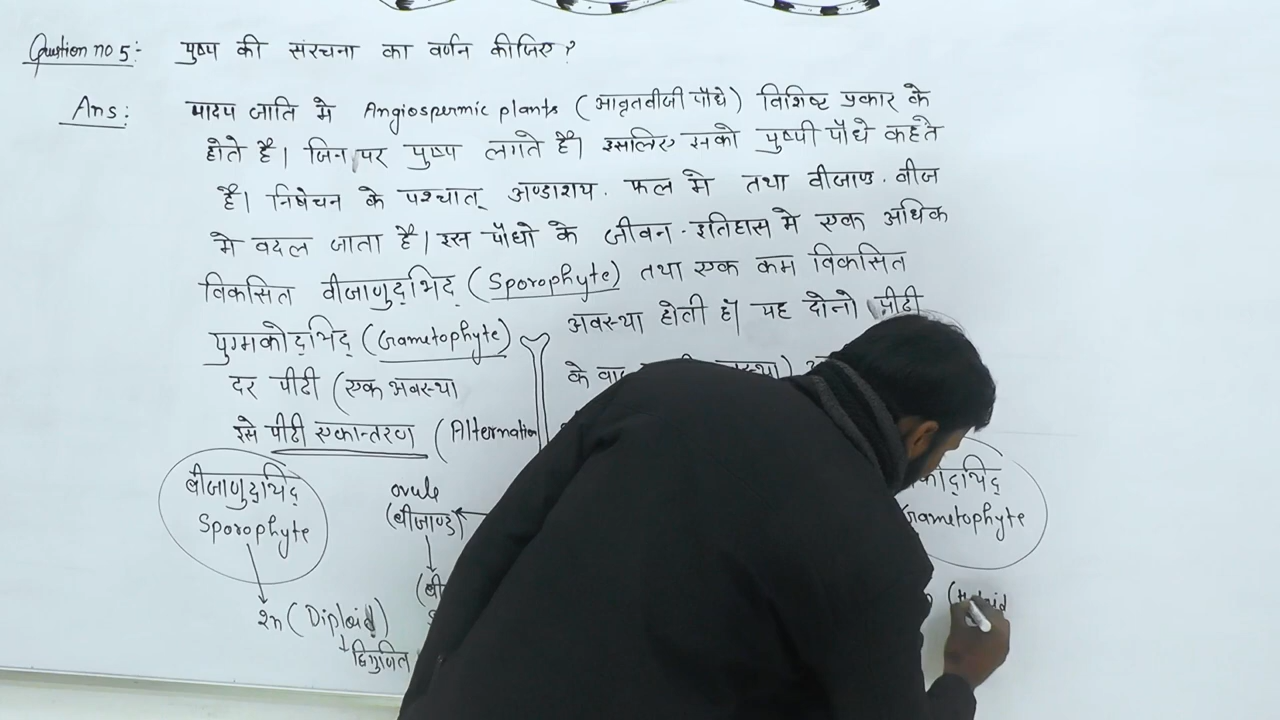 Question no 5:- पुष्प की संरचना का वर्णन कीजिए ?
Ans: पादप जाति मे Angiospermic plants (आवृतबीजी पौधे) विशिष्ट प्रकार के
होते है। जिन पर पुष्प लगते है। इसलिए इनको पुष्पी पौधे कहते
है। निषेचन के पश्चात् अण्डाशय. फल मे तथा बीजाण्ड. बीज
मे बदल जाता है। इस पौधो के जीवन-इतिहास मे एक अधिक
विकसित बीजाणुद्भिद् (Sporophyte) तथा एक कम विकसित
युग्मकोद्भिद् (Gametophyte)
अवस्था होती है। यह दोनो पीढी
दर पीढी (एक अवस्था
के
इसे पीढी एकान्तरण (Alternation
बीजाणुद्भिद्
Sporophyte
ovule
(बीजाण्ड)
Gametophyte
2n (Diploid)
द्विगुणित